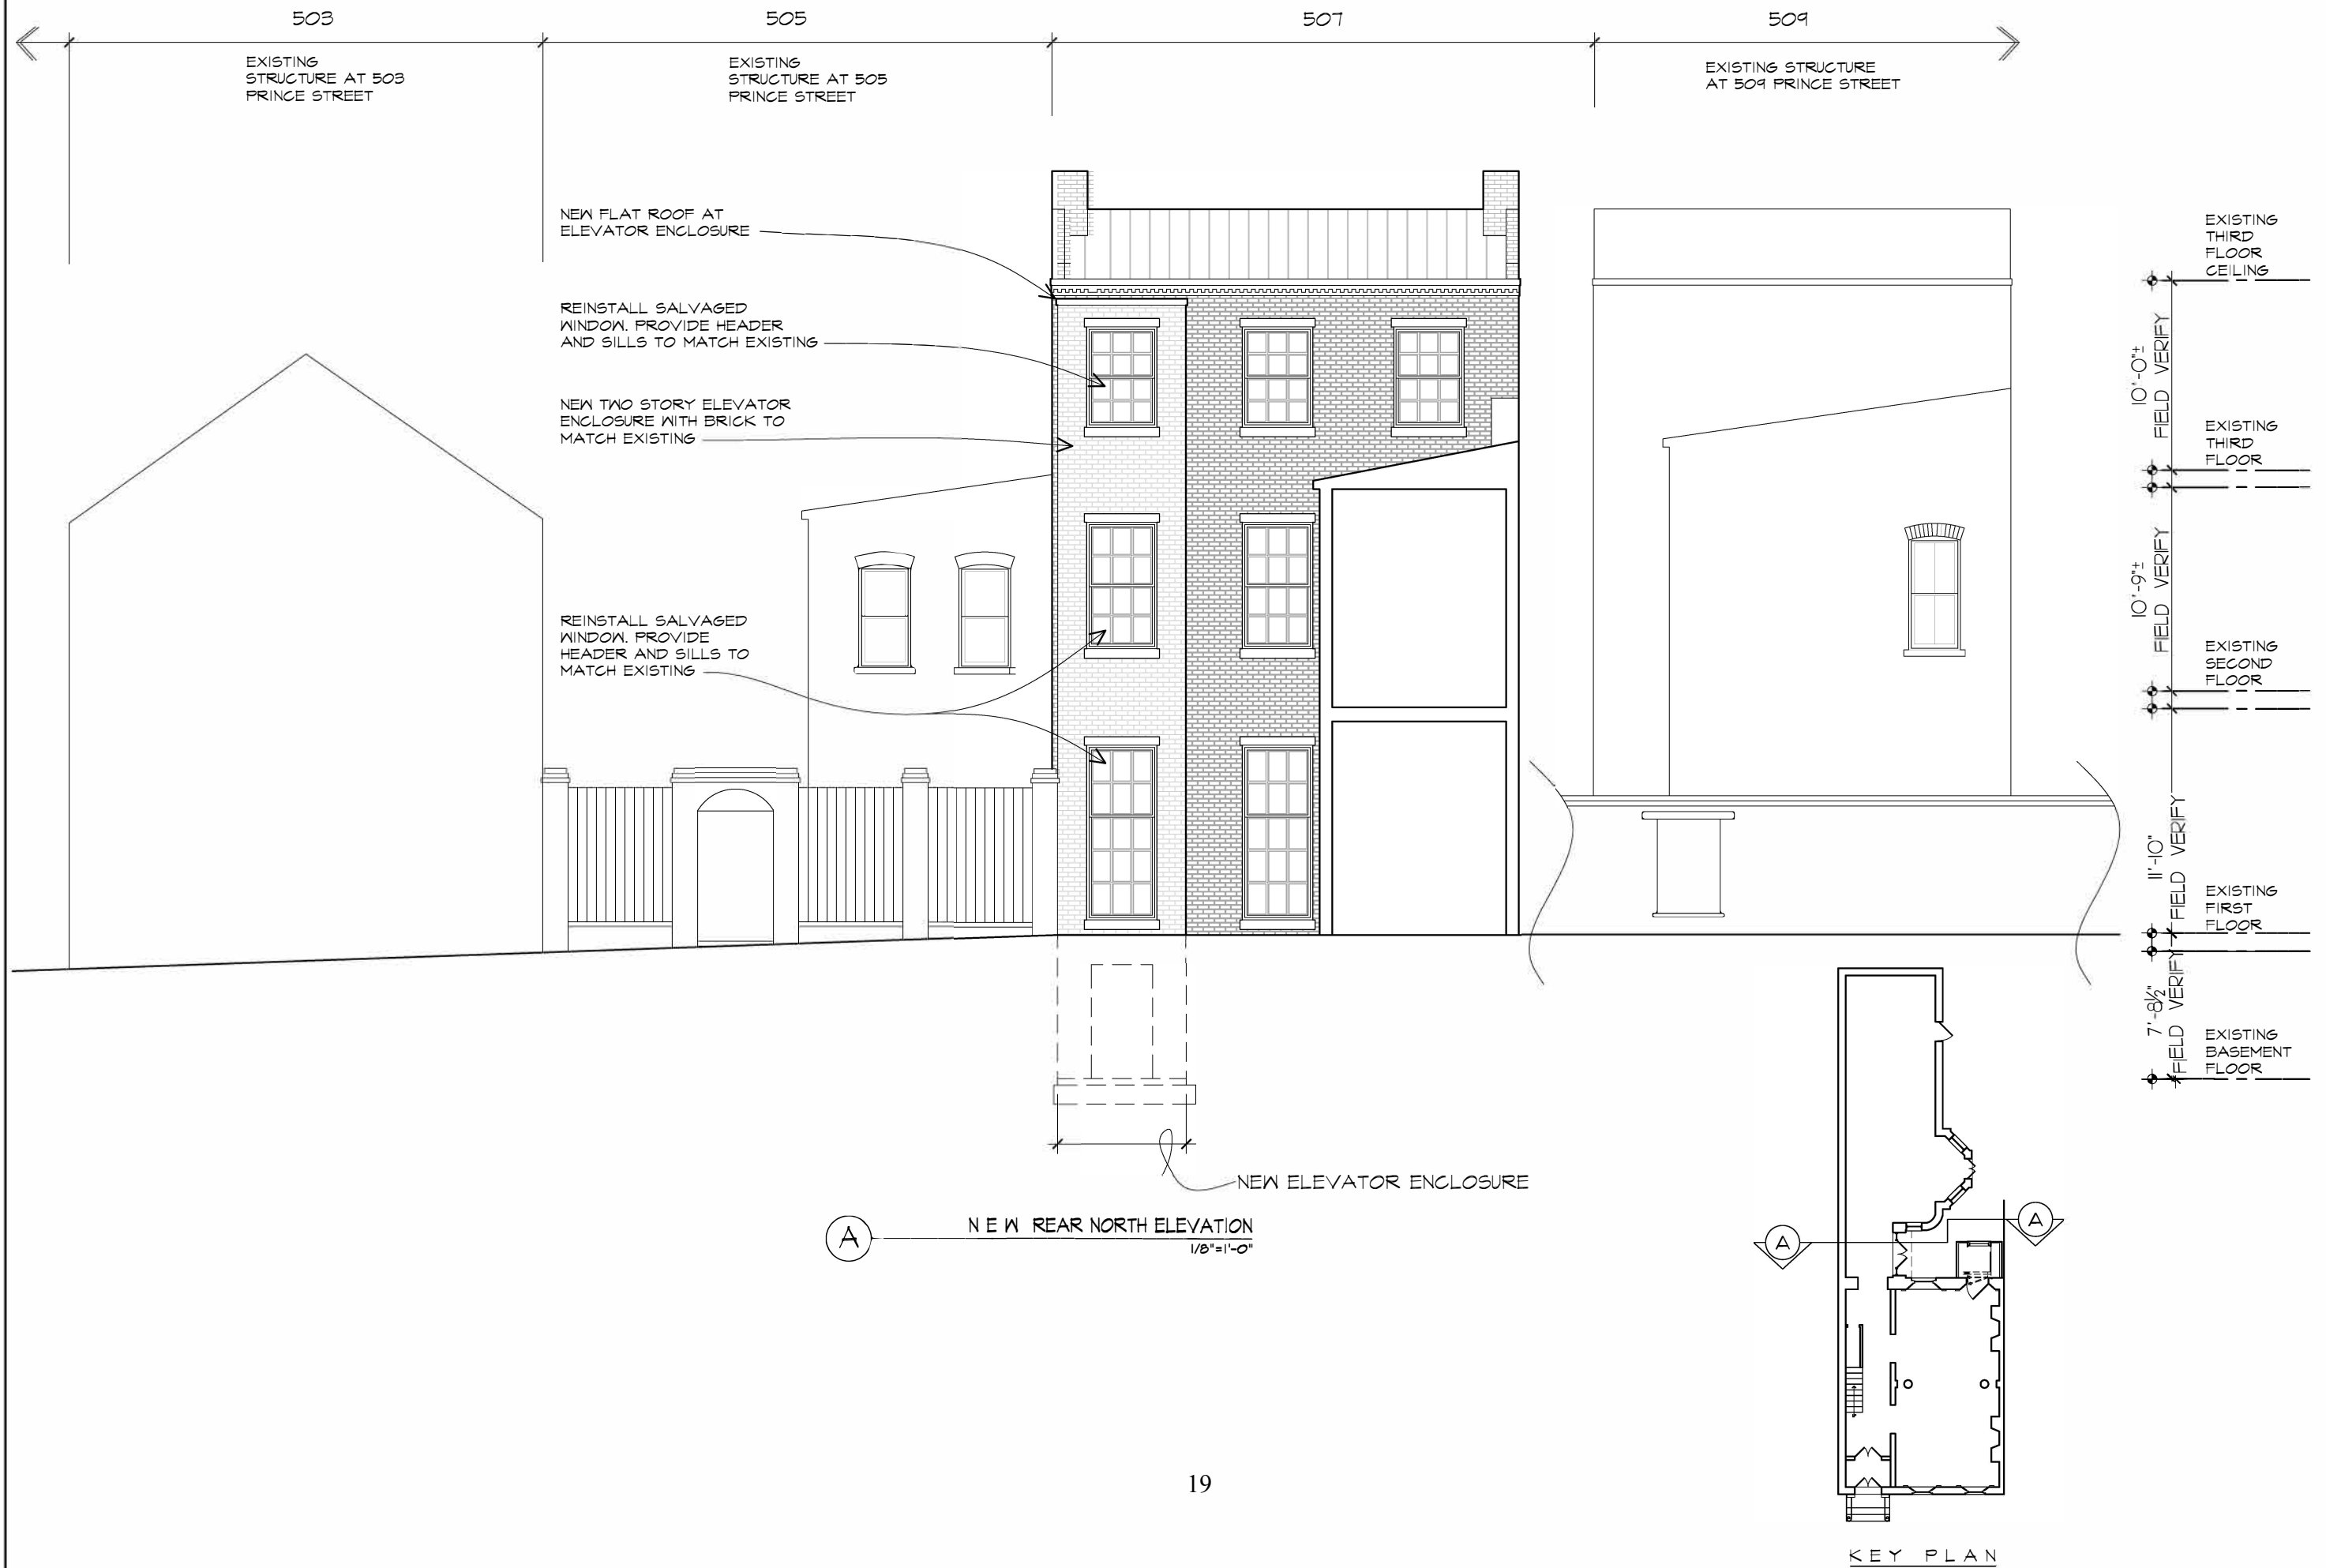 503
505
507
509
EXISTING
STRUCTURE AT 503
PRINCE STREET
EXISTING
STRUCTURE AT 505
PRINCE STREET
EXISTING STRUCTURE
AT 509 PRINCE STREET
NEW FLAT ROOF AT
ELEVATOR ENCLOSURE
REINSTALL SALVAGED
WINDOW. PROVIDE HEADER
AND SILLS TO MATCH EXISTING
NEW TWO STORY ELEVATOR
ENCLOSURE WITH BRICK TO
MATCH EXISTING
REINSTALL SALVAGED
WINDOW. PROVIDE
HEADER AND SILLS TO
MATCH EXISTING
EXISTING
THIRD
FLOOR
CEILING
10'-0"±
FIELD VERIFY
EXISTING
THIRD
FLOOR
10'-9"±
FIELD VERIFY
EXISTING
SECOND
FLOOR
11'-10"
FIELD VERIFY
EXISTING
FIRST
FLOOR
7'-8½"
FIELD VERIFY
EXISTING
BASEMENT
FLOOR
NEW ELEVATOR ENCLOSURE
A
NEW REAR NORTH ELEVATION
1/8"=1'-0"
A
A
KEY PLAN
19